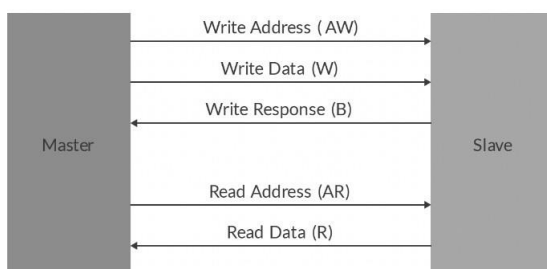 Write Address (AW)
Write Data (W)
Write Response (B)
Master
Slave
Read Address (AR)
Read Data (R)